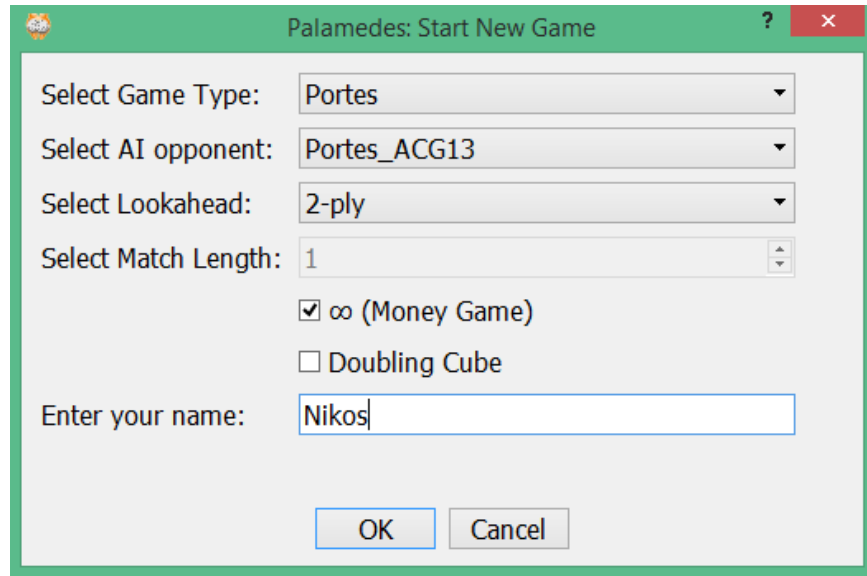 Palamedes: Start New Game ? ×
Select Game Type: Portes
Select AI opponent: Portes_ACG13
Select Lookahead: 2-ply
Select Match Length: 1
∞ (Money Game)
Doubling Cube
Enter your name: Nikos
OK Cancel